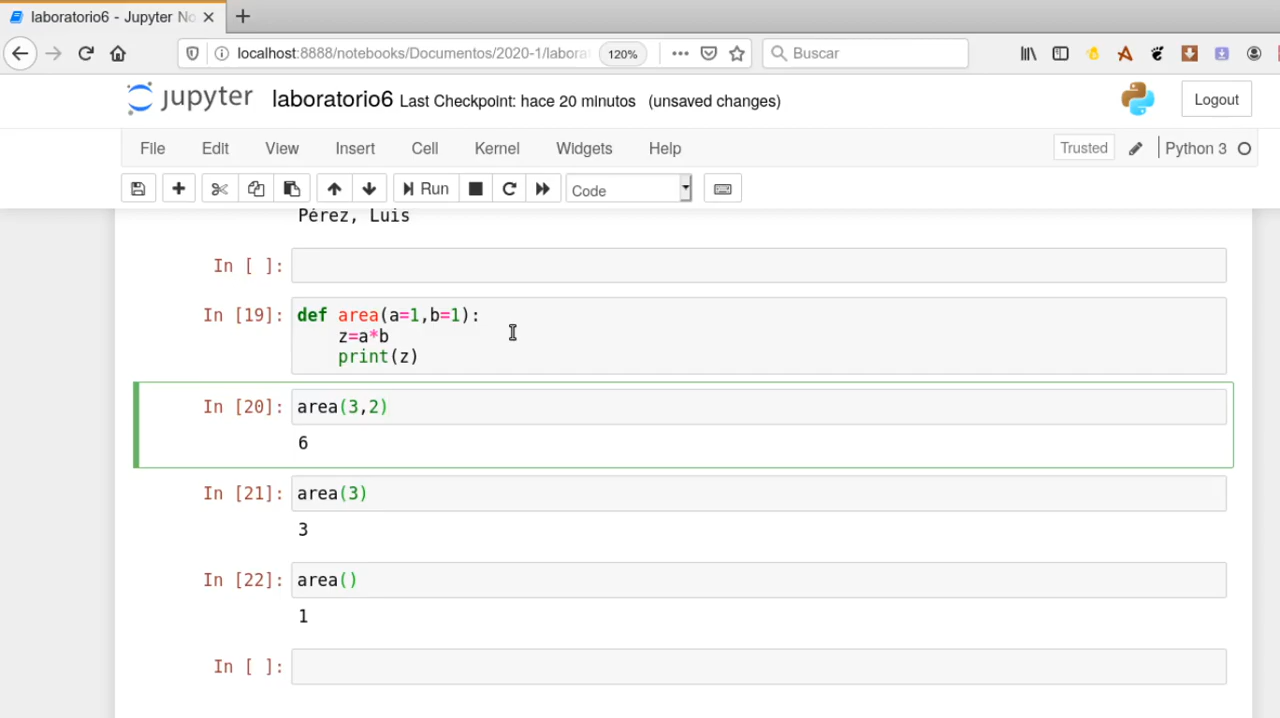 laboratorio6 - Jupyter No
localhost:8888/notebooks/Documentos/2020-1/labora
120%
Buscar
jupyter laboratorio6 Last Checkpoint: hace 20 minutos (unsaved changes)
Logout
File Edit View Insert Cell Kernel Widgets Help
Trusted
Python 3
Run
Code
Pérez, Luis
In [ ]:
In [19]: def area(a=1,b=1):
z=a*b
print(z)
In [20]: area(3,2)
6
In [21]: area(3)
3
In [22]: area()
1
In [ ]: